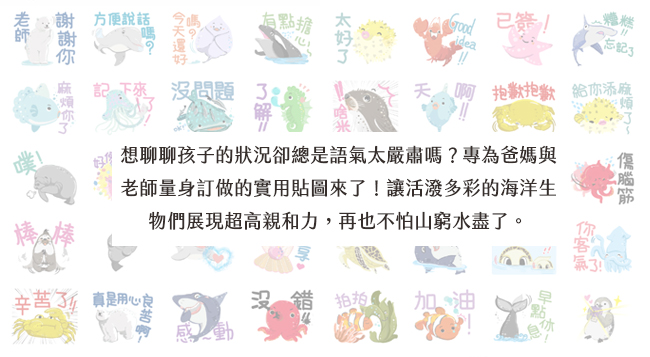 老師 謝謝你
方便說話嗎?
今天還好嗎?
有點擔心
太好了
Good idea!!
已簽!
糟糕!! 忘記了
麻煩你了
記下來了!
沒問題
了解!!
啥米!!
天啊!!
抱歉抱歉
給你添麻煩了~
噗!
想聊聊孩子的狀況卻總是語氣太嚴肅嗎？專為爸媽與
老師量身訂做的實用貼圖來了！讓活潑多彩的海洋生
物們展現超高親和力，再也不怕山窮水盡了。
傷腦筋
棒棒
享
你客氣了!
辛苦了!!
真是用心良苦啊!
感~動
沒錯
拍拍
加油!
早點休息!